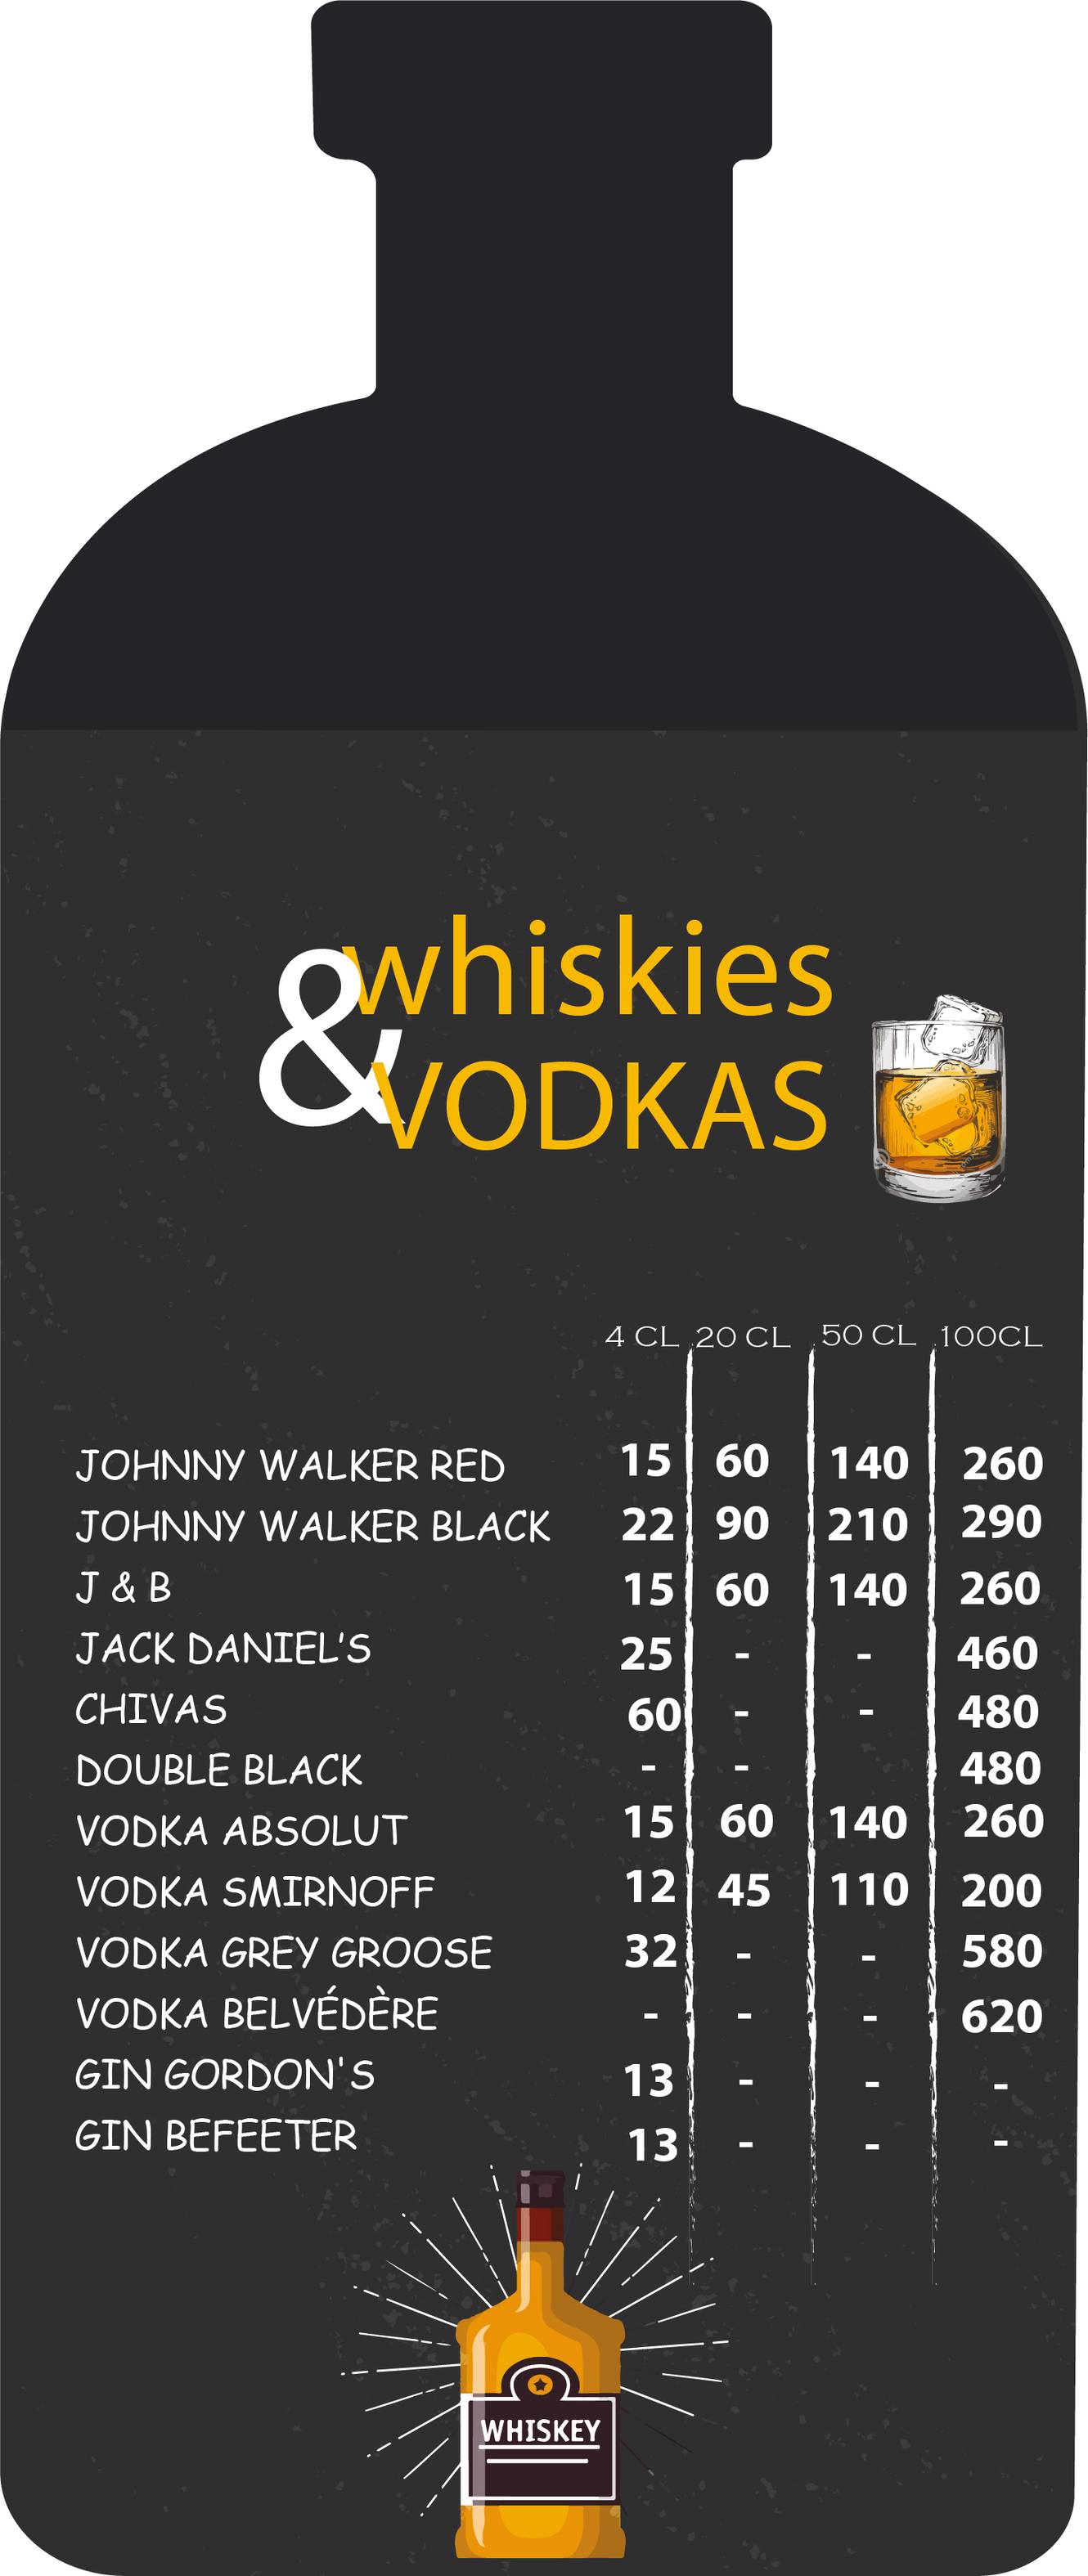 whiskies
& VODKAS
4 CL 20 CL 50 CL 100CL
JOHNNY WALKER RED 15 60 140 260
JOHNNY WALKER BLACK 22 90 210 290
J & B 15 60 140 260
JACK DANIEL'S 25 - - 460
CHIVAS 60 - - 480
DOUBLE BLACK - - 480
VODKA ABSOLUT 15 60 140 260
VODKA SMIRNOFF 12 45 110 200
VODKA GREY GROOSE 32 - - 580
VODKA BELVÉDÈRE - - - 620
GIN GORDON'S 13 - - -
GIN BEFEETER 13 - - -
WHISKEY